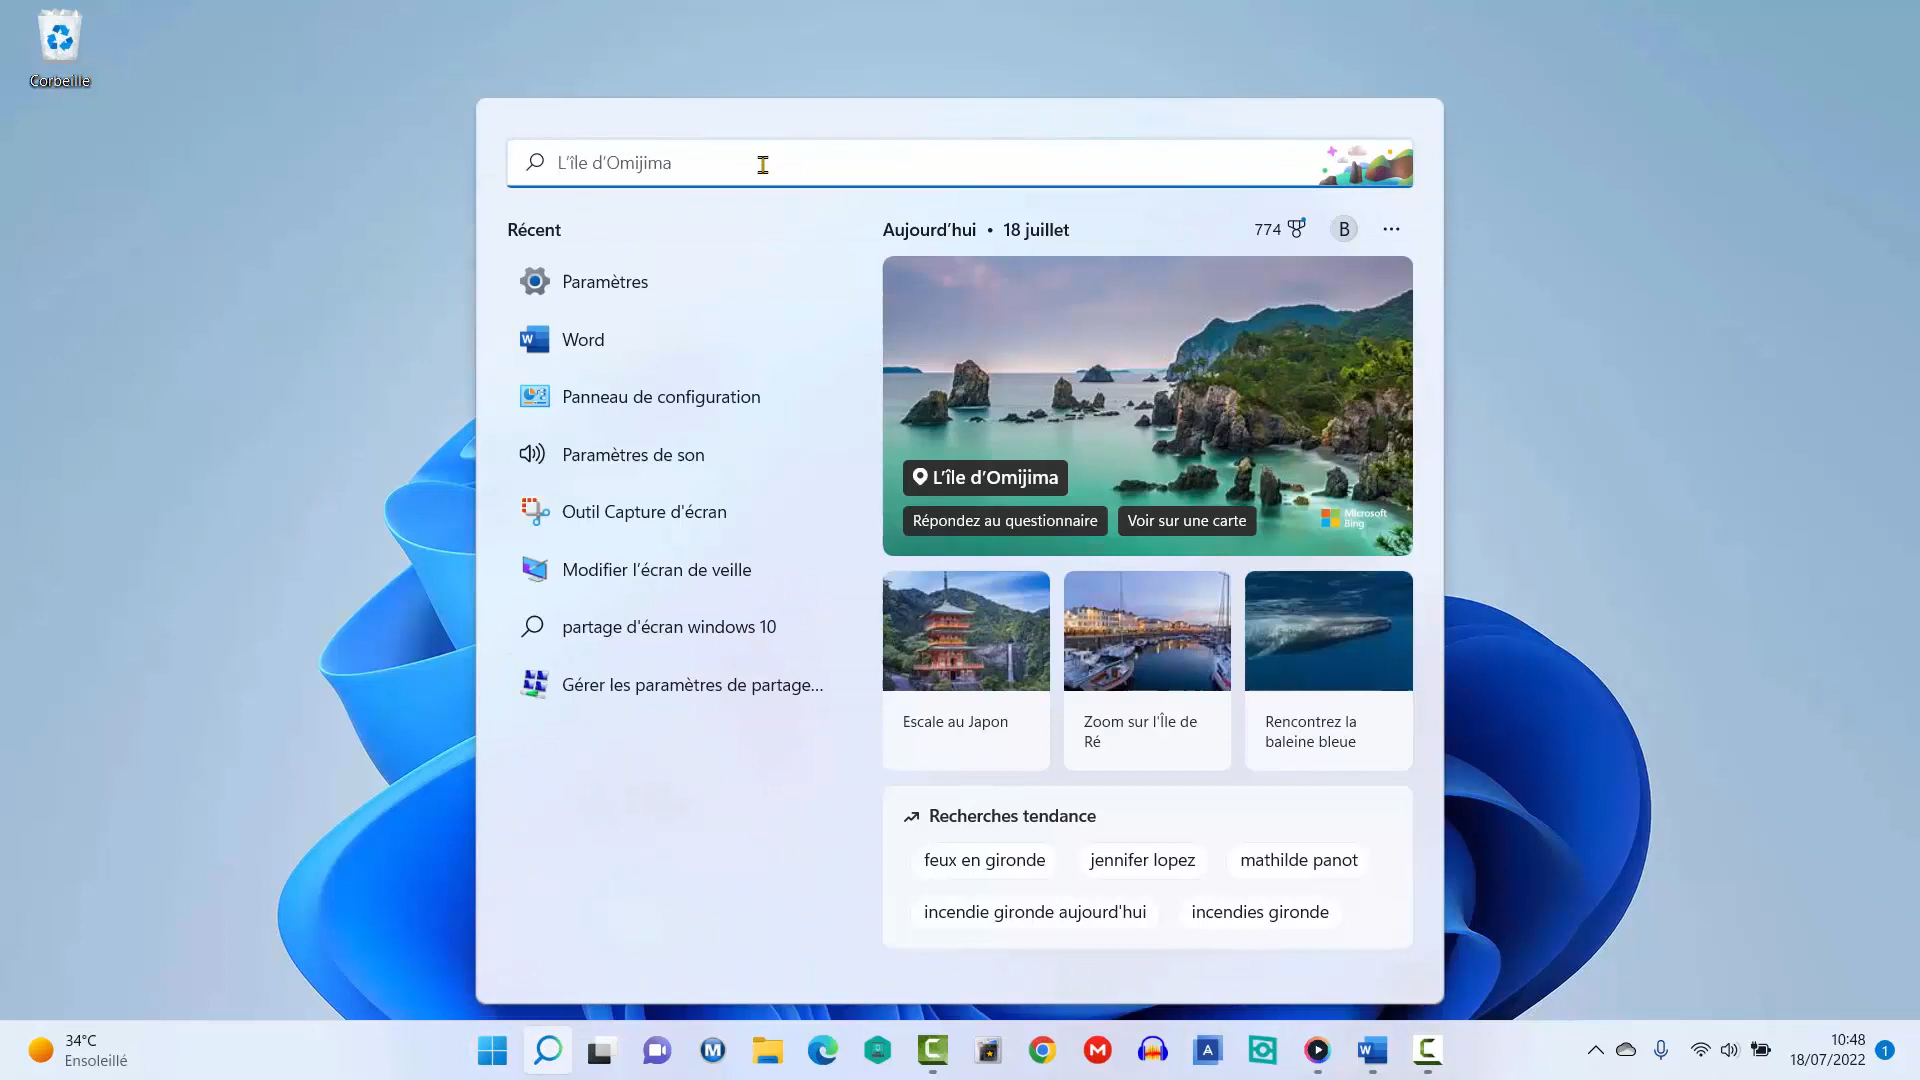 Corbeille
L'île d'Omijima
Récent
Paramètres
Word
Panneau de configuration
Paramètres de son
Outil Capture d'écran
Modifier l'écran de veille
partage d'écran windows 10
Gérer les paramètres de partage...
Aujourd'hui • 18 juillet
774
B
L'île d'Omijima
Répondez au questionnaire
Voir sur une carte
Microsoft
Bing
Escale au Japon
Zoom sur l'Île de
Ré
Rencontrez la
baleine bleue
Recherches tendance
feux en gironde
jennifer lopez
mathilde panot
incendie gironde aujourd'hui
incendies gironde
34°C
Ensoleillé
10:48
18/07/2022
1